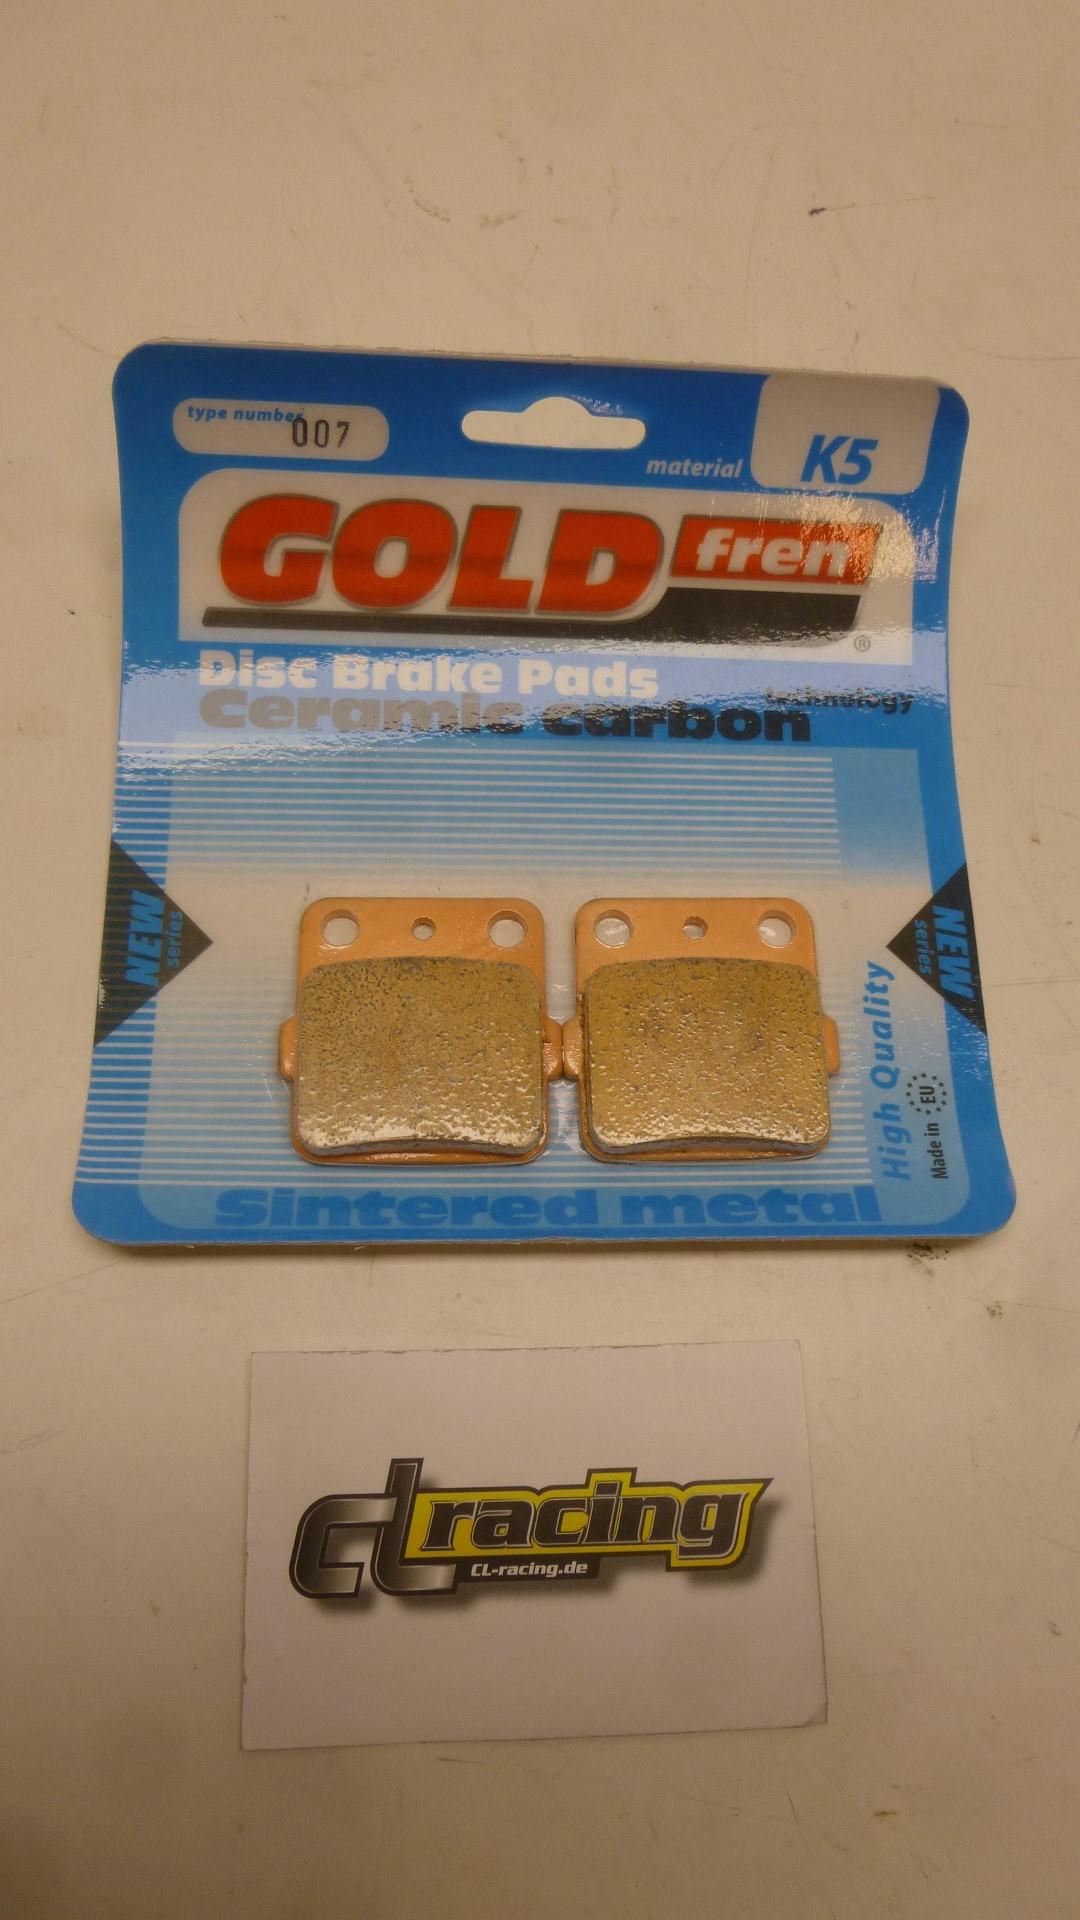 type number
007
material
K5
GOLD fren
®
Disc Brake Pads
Ceramic carbon technology
NEW series
NEW series
High Quality
Made in EU
Sintered metal
cl racing
CL-racing.de